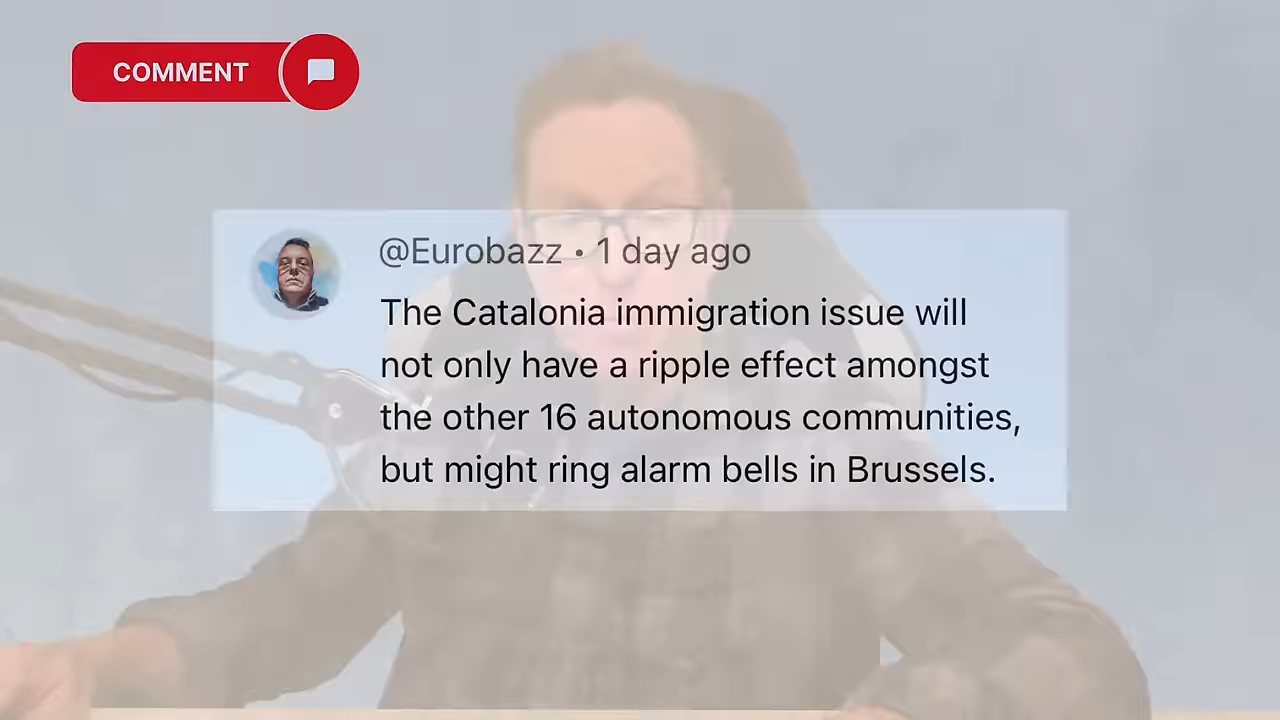 COMMENT
@Eurobazz • 1 day ago
The Catalonia immigration issue will
not only have a ripple effect amongst
the other 16 autonomous communities,
but might ring alarm bells in Brussels.